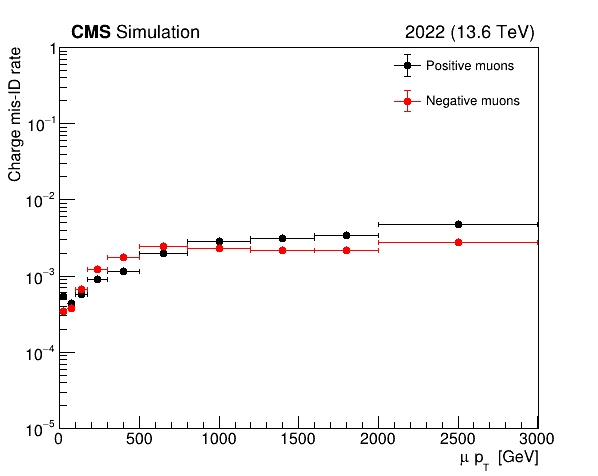 CMS Simulation 2022 (13.6 TeV)
Charge mis-ID rate
1
10⁻¹
10⁻²
10⁻³
10⁻⁴
10⁻⁵
Positive muons
Negative muons
0 500 1000 1500 2000 2500 3000
μ p_T [GeV]